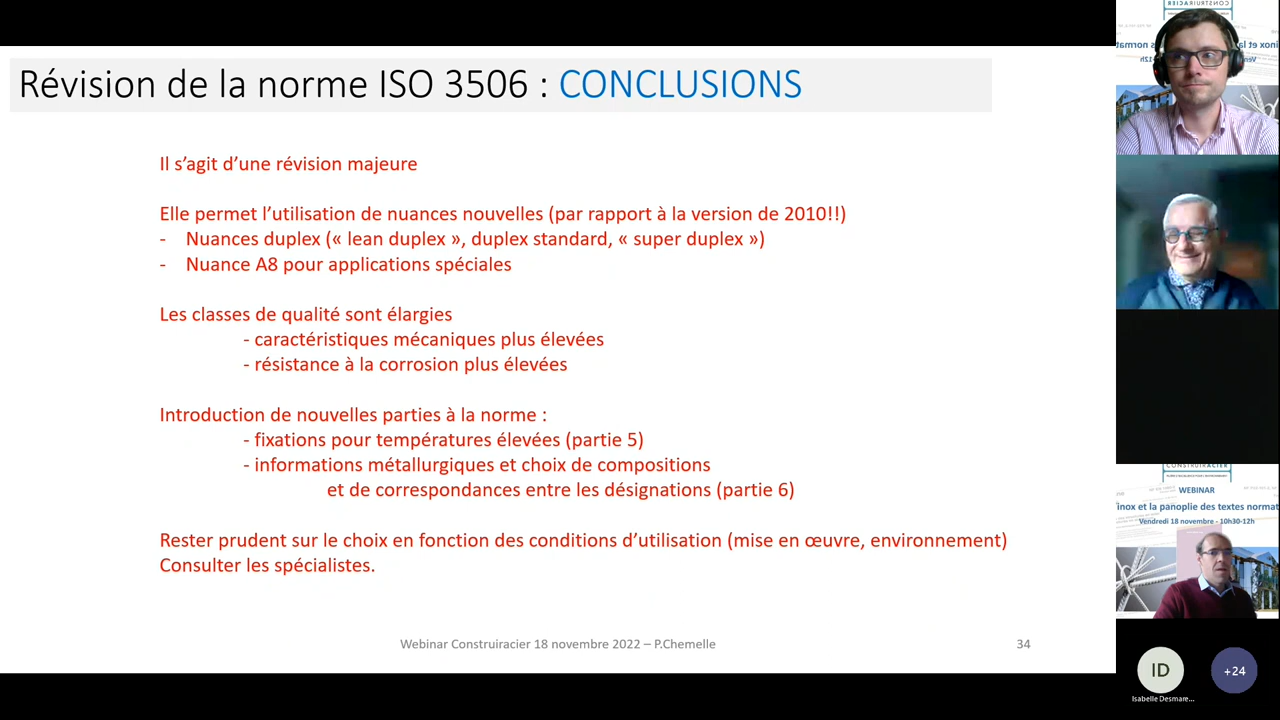 Révision de la norme ISO 3506 : CONCLUSIONS
Il s’agit d’une révision majeure
Elle permet l’utilisation de nuances nouvelles (par rapport à la version de 2010!!)
- Nuances duplex (« lean duplex », duplex standard, « super duplex »)
- Nuance A8 pour applications spéciales
Les classes de qualité sont élargies
- caractéristiques mécaniques plus élevées
- résistance à la corrosion plus élevées
Introduction de nouvelles parties à la norme :
- fixations pour températures élevées (partie 5)
- informations métallurgiques et choix de compositions
et de correspondances entre les désignations (partie 6)
Rester prudent sur le choix en fonction des conditions d’utilisation (mise en œuvre, environnement)
Consulter les spécialistes.
Webinar Construiracier 18 novembre 2022 – P.Chemelle
34
CONSTRUIRACIER
WEBINAR
l'inox et la panoplie des textes normat
Vendredi 18 novembre - 10h30-12h
ID
+24
Isabelle Desmare...